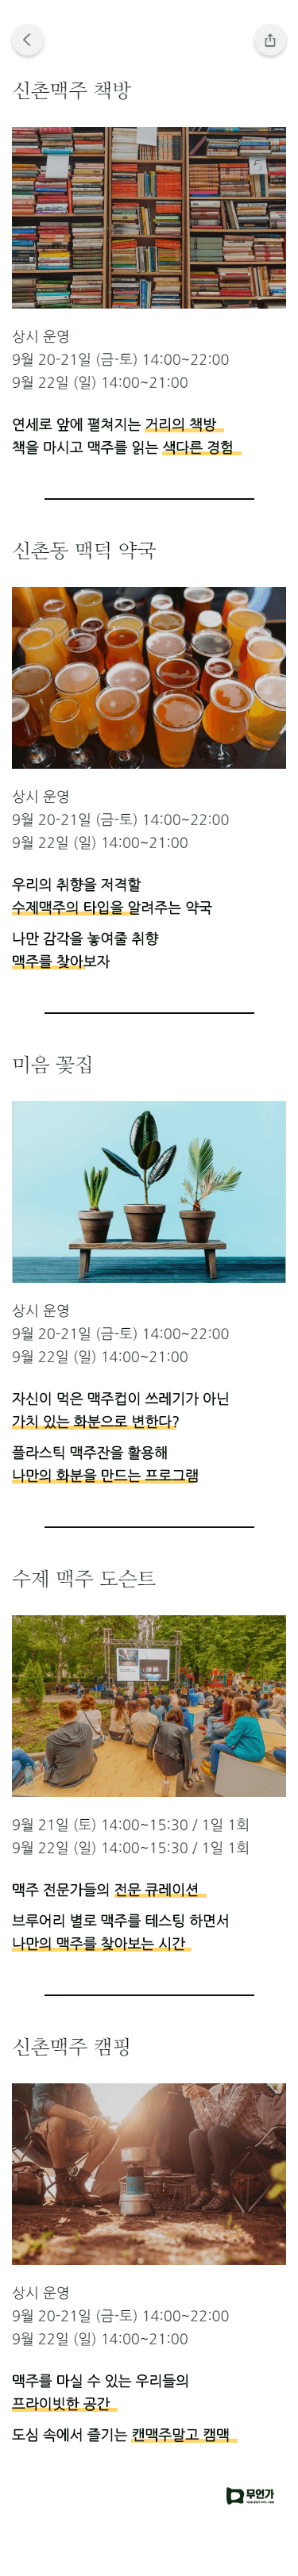 신촌맥주 책방
상시 운영
9월 20-21일 (금-토) 14:00~22:00
9월 22일 (일) 14:00~21:00
연세로 앞에 펼쳐지는 거리의 책방
책을 마시고 맥주를 읽는 색다른 경험
신촌동 맥덕 약국
상시 운영
9월 20-21일 (금-토) 14:00~22:00
9월 22일 (일) 14:00~21:00
우리의 취향을 저격할
수제맥주의 타입을 알려주는 약국
나만 감각을 놓여줄 취향
맥주를 찾아보자
미음 꽃집
상시 운영
9월 20-21일 (금-토) 14:00~22:00
9월 22일 (일) 14:00~21:00
자신이 먹은 맥주컵이 쓰레기가 아닌
가치 있는 화분으로 변한다?
플라스틱 맥주잔을 활용해
나만의 화분을 만드는 프로그램
수제 맥주 도슨트
9월 21일 (토) 14:00~15:30 / 1일 1회
9월 22일 (일) 14:00~15:30 / 1일 1회
맥주 전문가들의 전문 큐레이션
브루어리 별로 맥주를 테스팅 하면서
나만의 맥주를 찾아보는 시간
신촌맥주 캠핑
상시 운영
9월 20-21일 (금-토) 14:00~22:00
9월 22일 (일) 14:00~21:00
맥주를 마실 수 있는 우리들의
프라이빗한 공간
도심 속에서 즐기는 캔맥주말고 캠맥
무언가